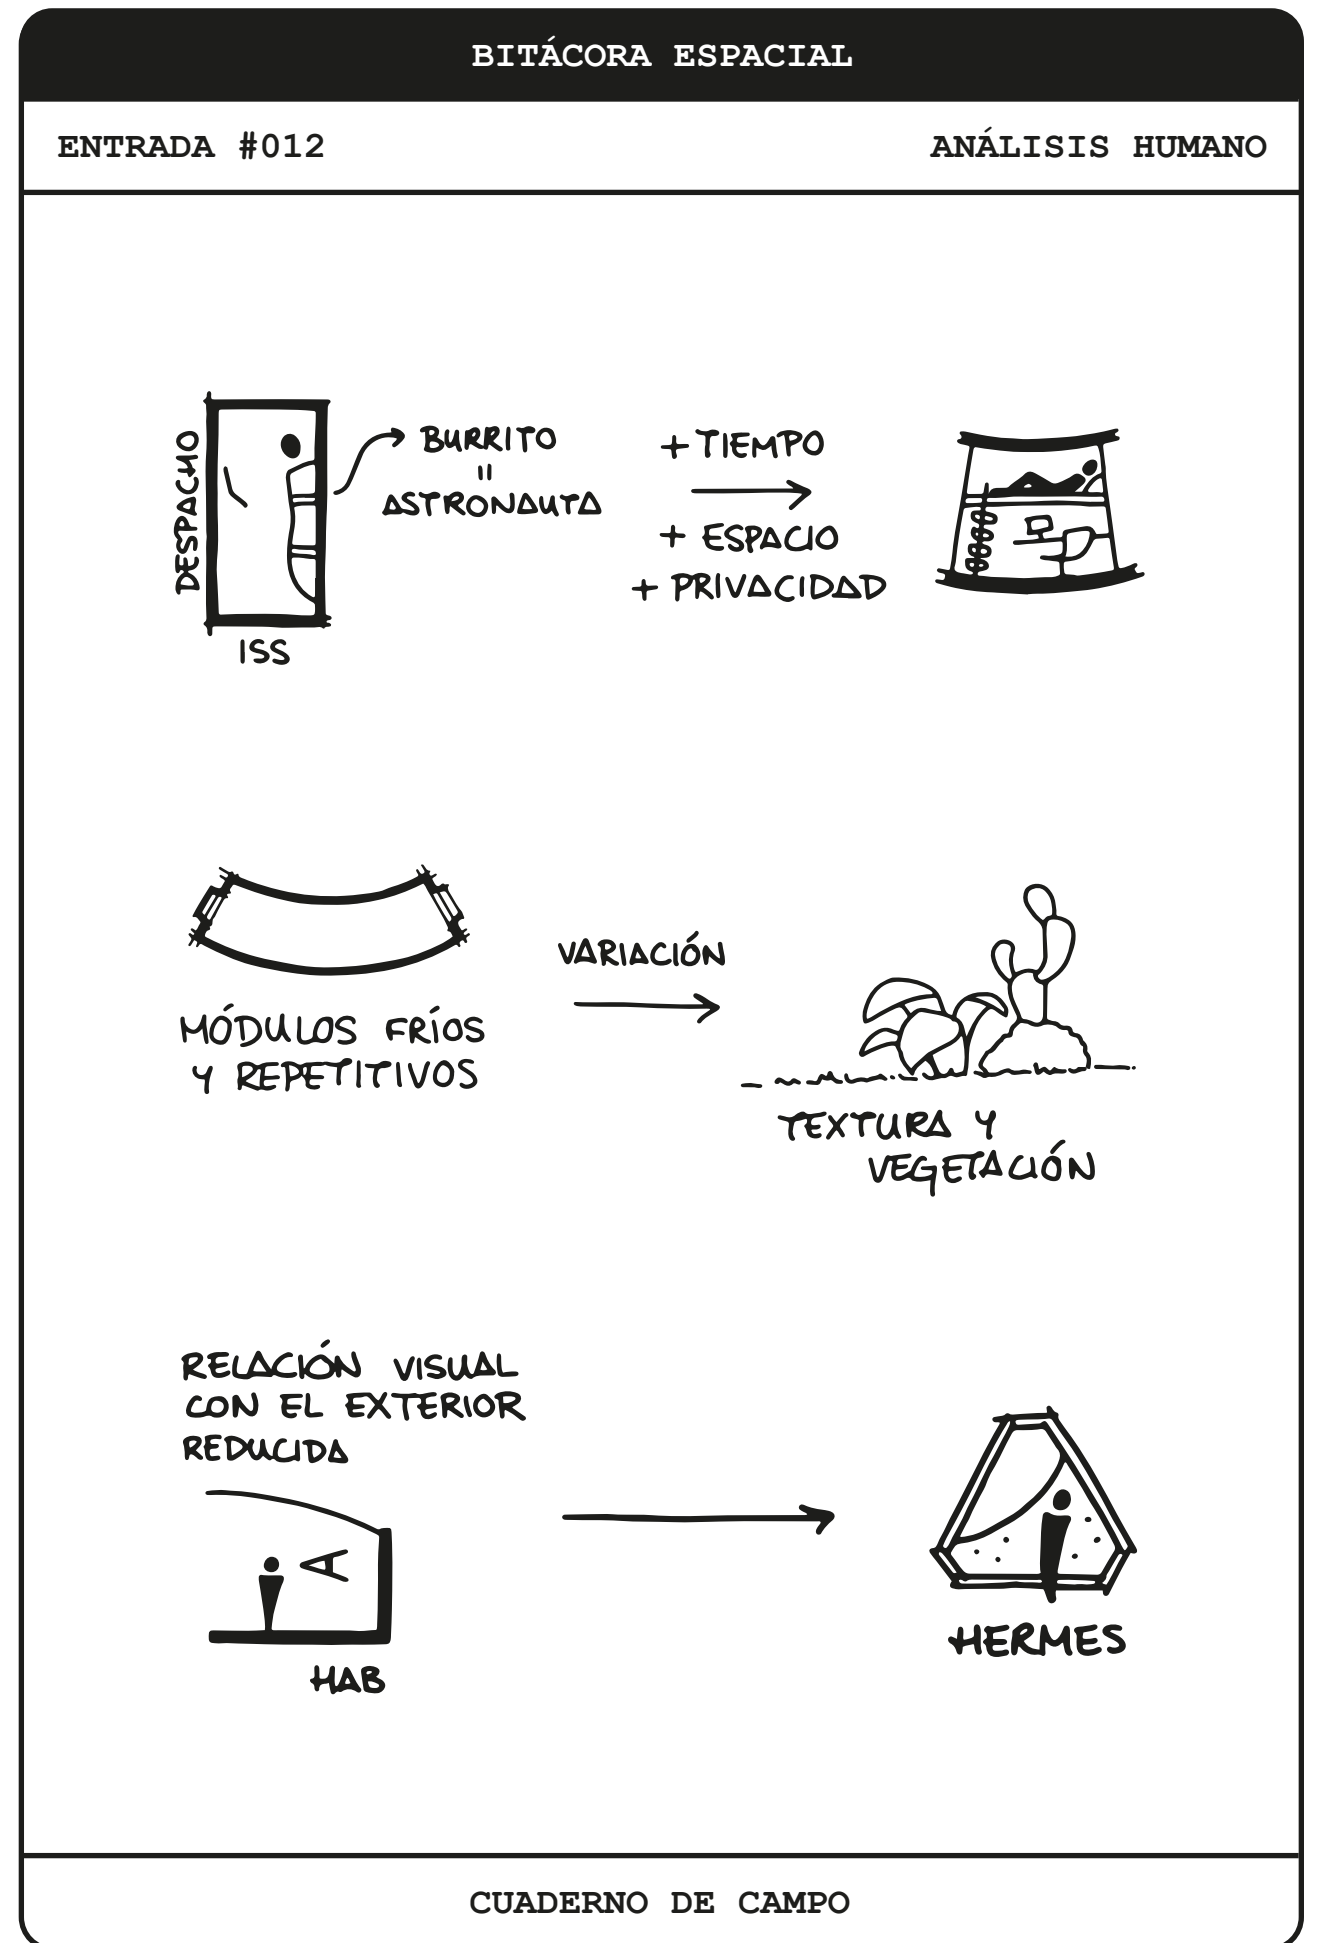 BITÁCORA ESPACIAL
ENTRADA #012
ANÁLISIS HUMANO
DESPACHO
ISS
BURRITO
=
ASTRONAUTA
+ TIEMPO
+ ESPACIO
+ PRIVACIDAD
MÓDULOS FRÍOS
Y REPETITIVOS
VARIACIÓN
TEXTURA Y
VEGETACIÓN
RELACIÓN VISUAL
CON EL EXTERIOR
REDUCIDA
HAB
HERMES
CUADERNO DE CAMPO